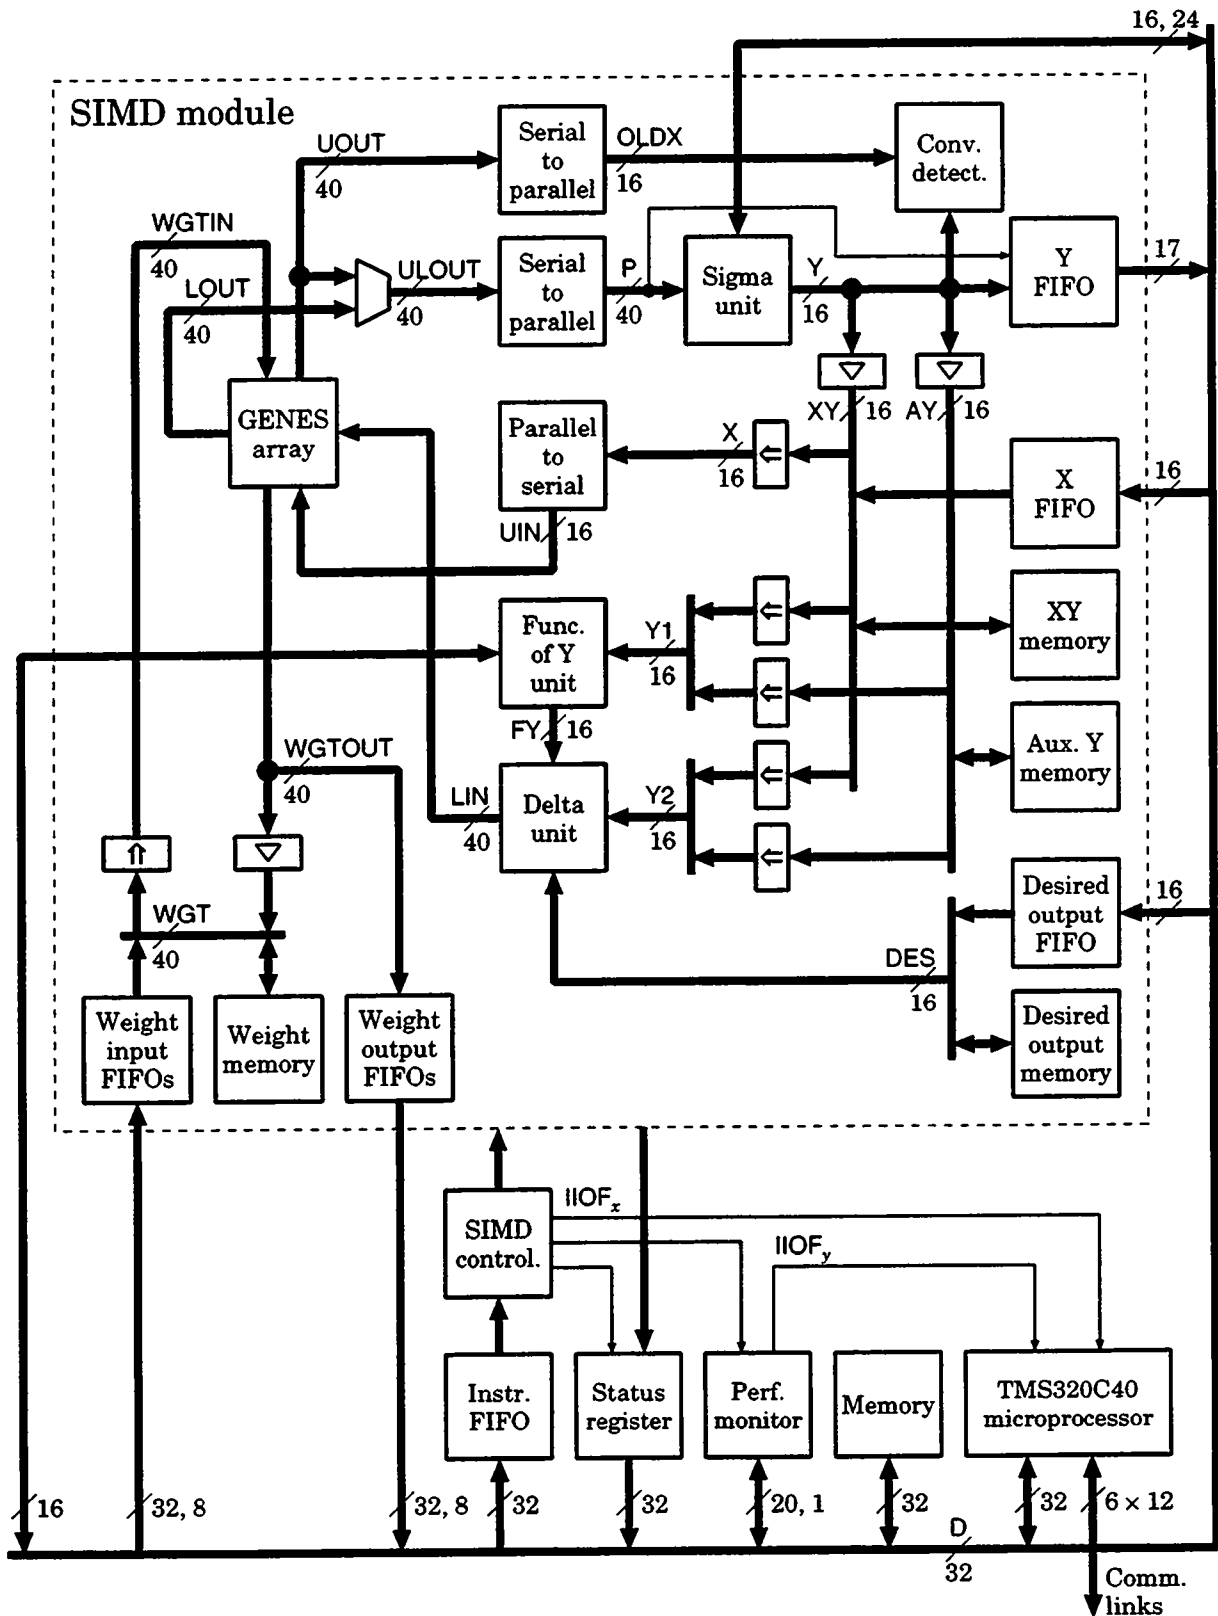 16, 24
SIMD module
UOUT
40
Serial
to
parallel
OLDX
16
Conv.
detect.
WGTIN
40
LOUT
40
ULOUT
40
Serial
to
parallel
P
40
Sigma
unit
Y
16
Y
FIFO
17
GENES
array
XY
16
AY
16
Parallel
to
serial
X
16
X
FIFO
16
UIN
16
Func.
of Y
unit
Y1
16
XY
memory
FY
16
WGTOUT
40
LIN
40
Delta
unit
Y2
16
Aux. Y
memory
WGT
40
Desired
output
FIFO
16
DES
16
Weight
input
FIFOs
Weight
memory
Weight
output
FIFOs
Desired
output
memory
SIMD
control.
IIOFx
IIOFy
Instr.
FIFO
Status
register
Perf.
monitor
Memory
TMS320C40
microprocessor
16
32, 8
32, 8
32
32
20, 1
32
32
6 × 12
D
32
Comm.
links